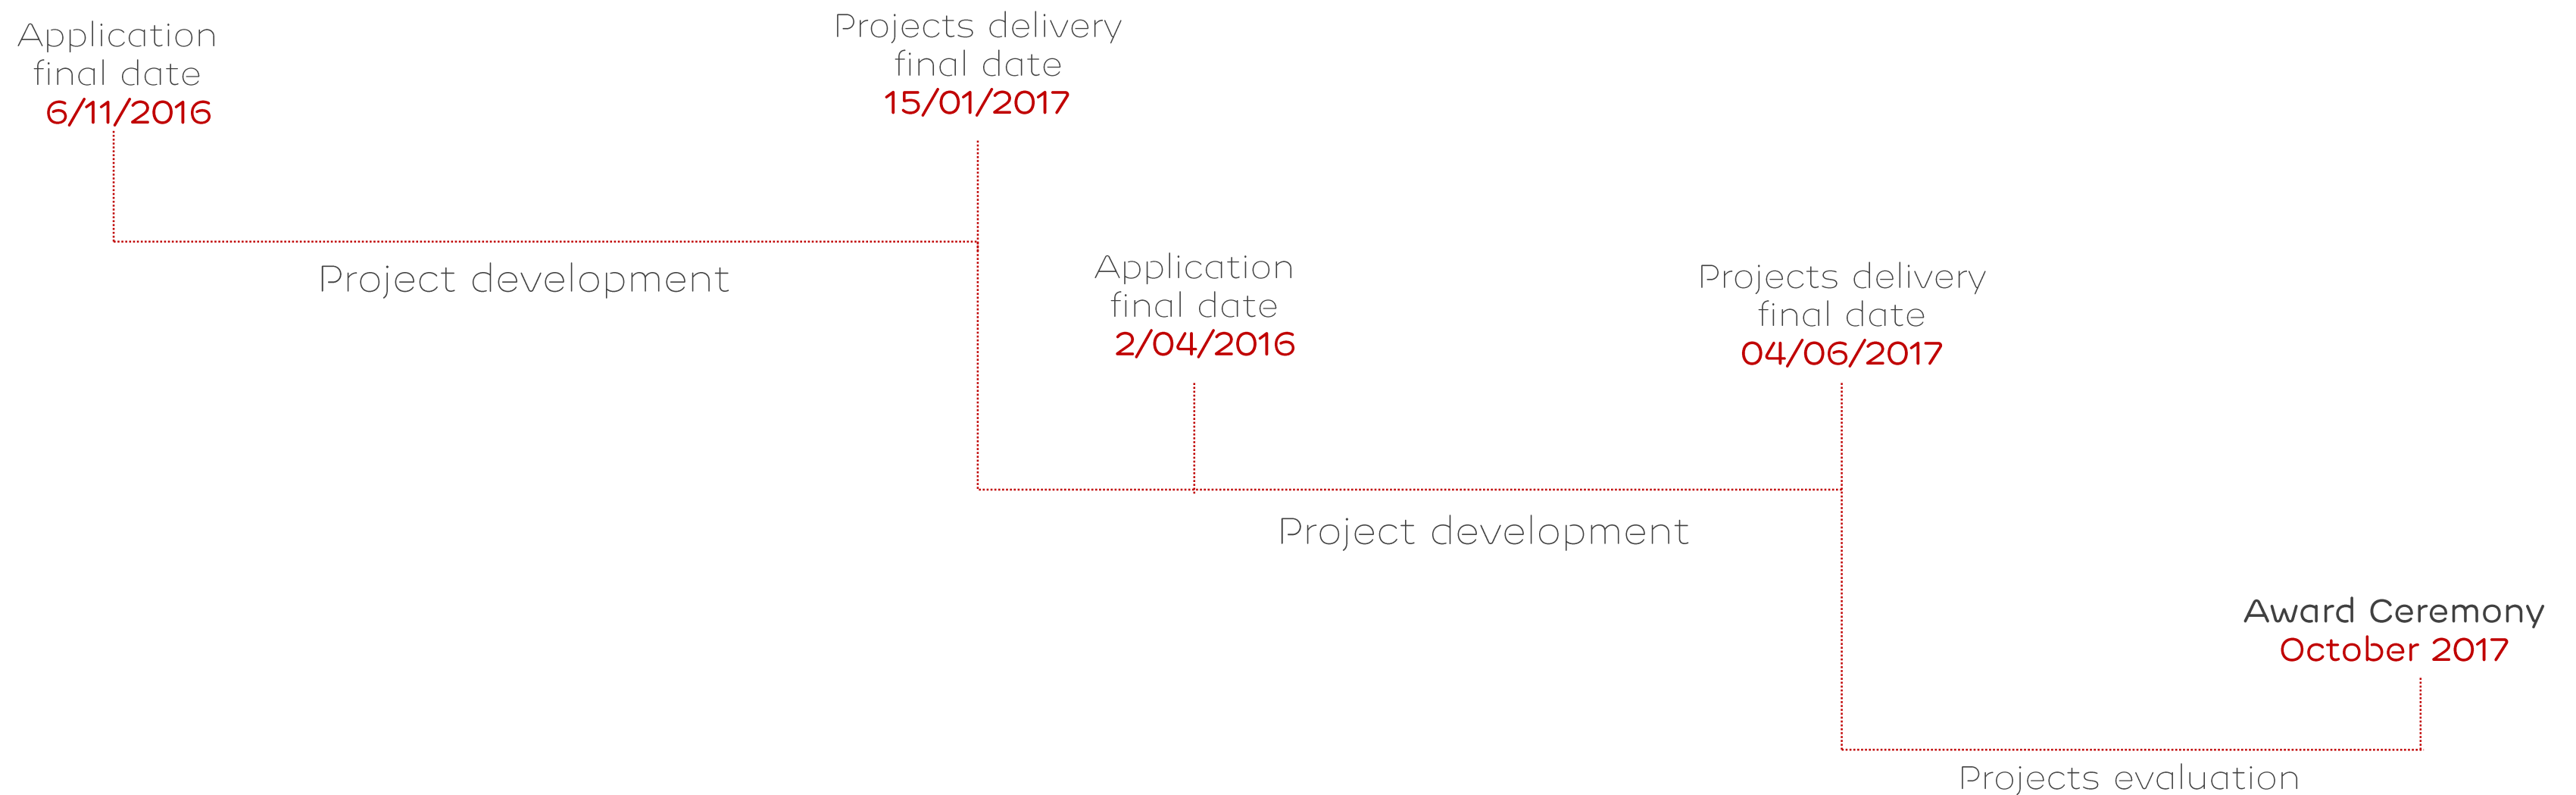 Application
final date
6/11/2016
Projects delivery
final date
15/01/2017
Project development
Application
final date
2/04/2016
Projects delivery
final date
04/06/2017
Project development
Award Ceremony
October 2017
Projects evaluation